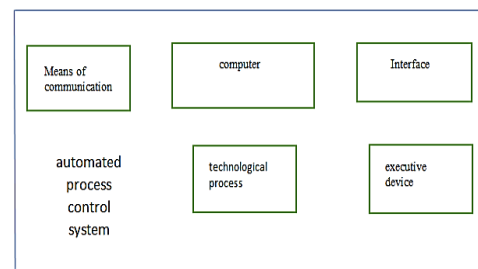 Means of
communication
computer
Interface
automated
process
control
system
technological
process
executive
device